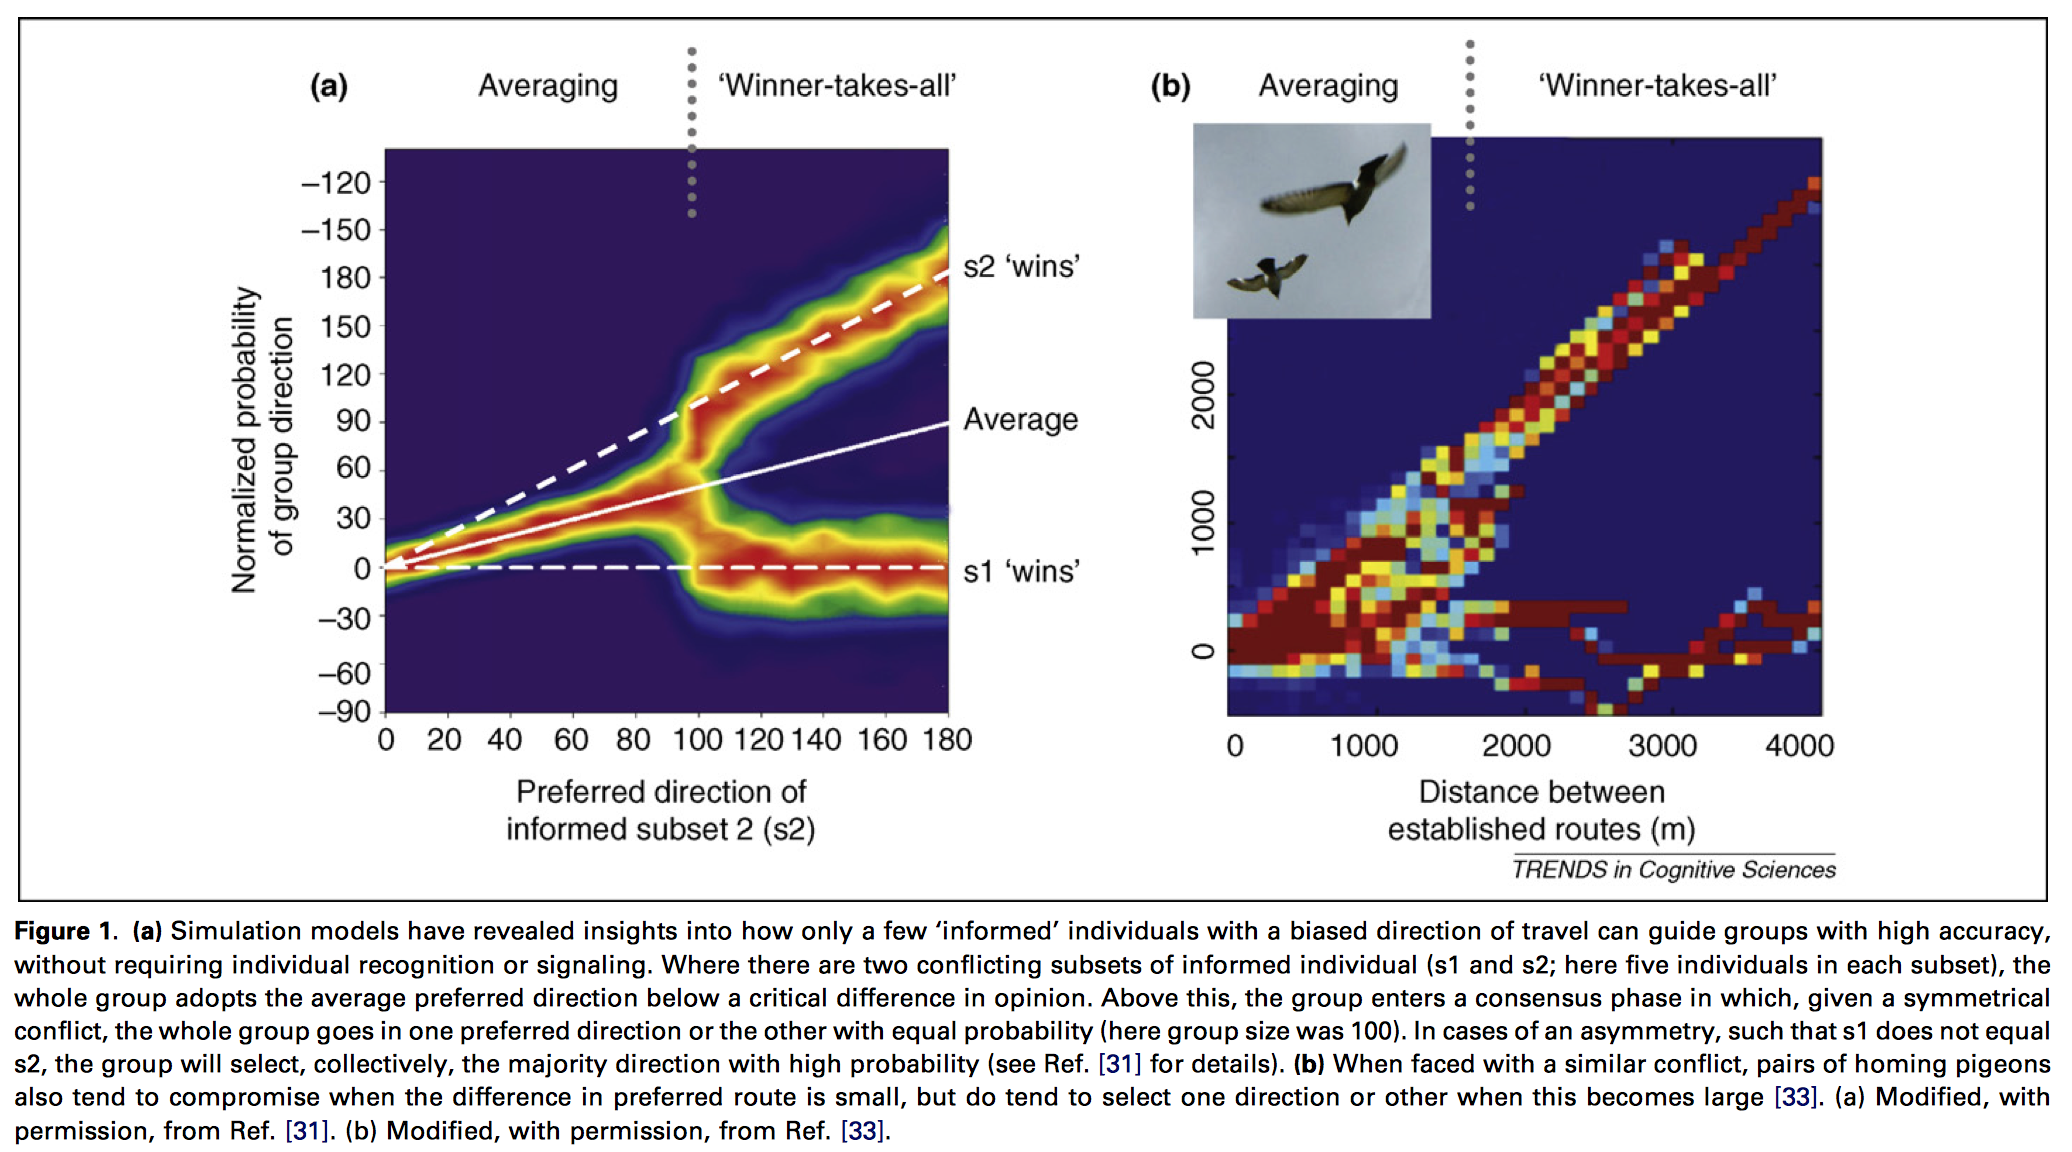 (a)
Averaging
‘Winner-takes-all’
–120
–150
180
150
120
90
60
30
0
–30
–60
–90
Normalized probability
of group direction
s2 ‘wins’
Average
s1 ‘wins’
0 20 40 60 80 100 120 140 160 180
Preferred direction of
informed subset 2 (s2)
(b)
Averaging
‘Winner-takes-all’
2000
1000
0
0 1000 2000 3000 4000
Distance between
established routes (m)
TRENDS in Cognitive Sciences
Figure 1. (a) Simulation models have revealed insights into how only a few ‘informed’ individuals with a biased direction of travel can guide groups with high accuracy,
without requiring individual recognition or signaling. Where there are two conflicting subsets of informed individual (s1 and s2; here five individuals in each subset), the
whole group adopts the average preferred direction below a critical difference in opinion. Above this, the group enters a consensus phase in which, given a symmetrical
conflict, the whole group goes in one preferred direction or the other with equal probability (here group size was 100). In cases of an asymmetry, such that s1 does not equal
s2, the group will select, collectively, the majority direction with high probability (see Ref. [31] for details). (b) When faced with a similar conflict, pairs of homing pigeons
also tend to compromise when the difference in preferred route is small, but do tend to select one direction or other when this becomes large [33]. (a) Modified, with
permission, from Ref. [31]. (b) Modified, with permission, from Ref. [33].